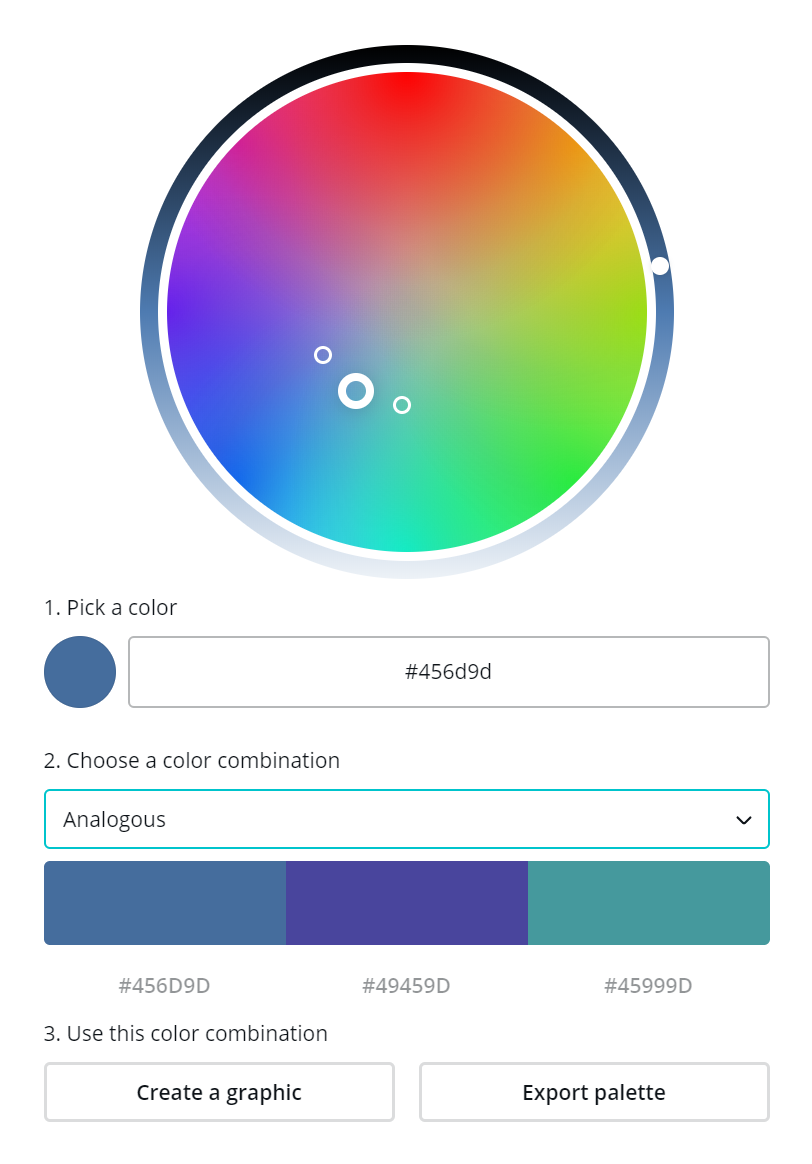 1. Pick a color
#456d9d
2. Choose a color combination
Analogous
#456D9D #49459D #45999D
3. Use this color combination
Create a graphic Export palette